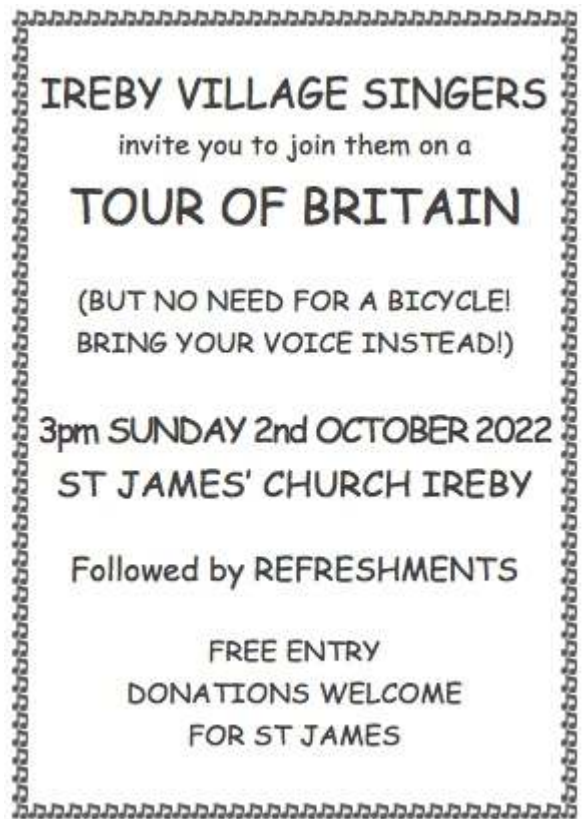 IREBY VILLAGE SINGERS
invite you to join them on a
TOUR OF BRITAIN
(BUT NO NEED FOR A BICYCLE!
BRING YOUR VOICE INSTEAD!)
3pm SUNDAY 2nd OCTOBER 2022
ST JAMES' CHURCH IREBY
Followed by REFRESHMENTS
FREE ENTRY
DONATIONS WELCOME
FOR ST JAMES